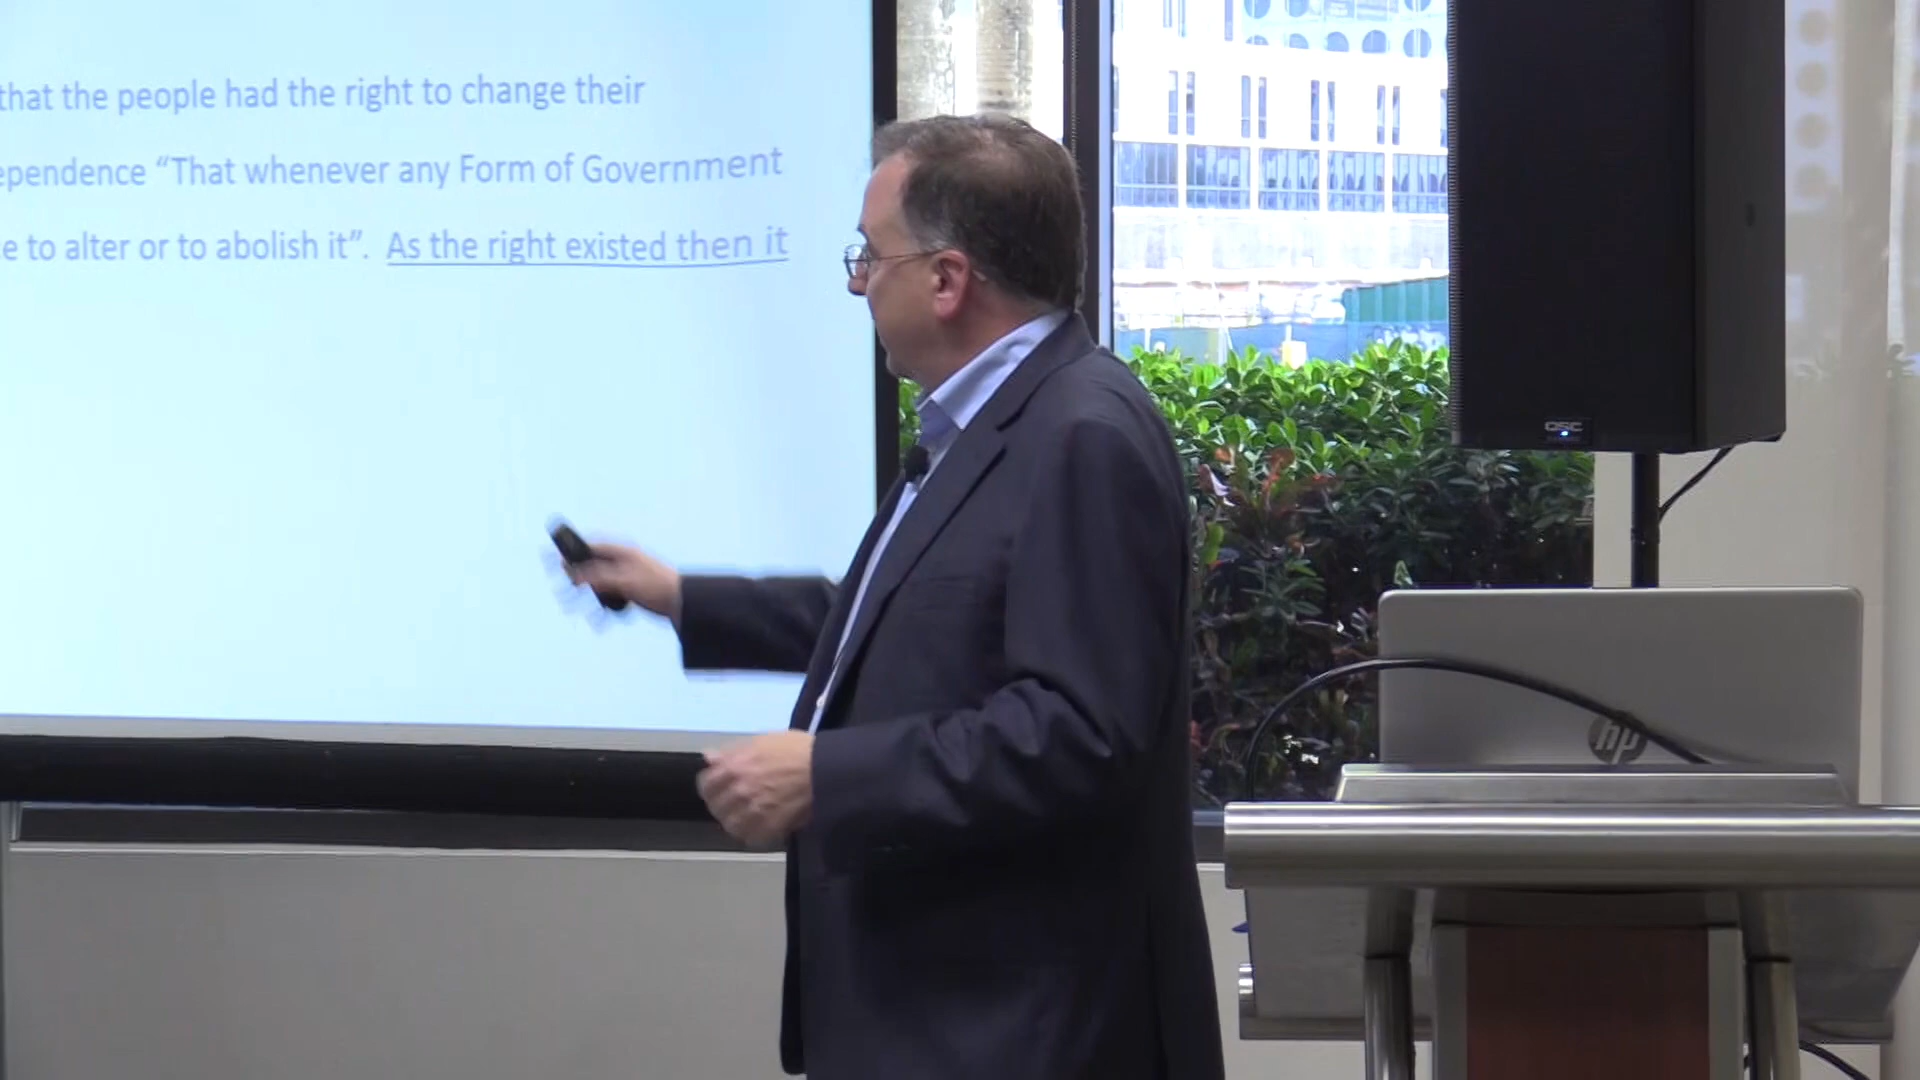 that the people had the right to change their
ependence “That whenever any Form of Government
e to alter or to abolish it”. As the right existed then it
QSC
hp